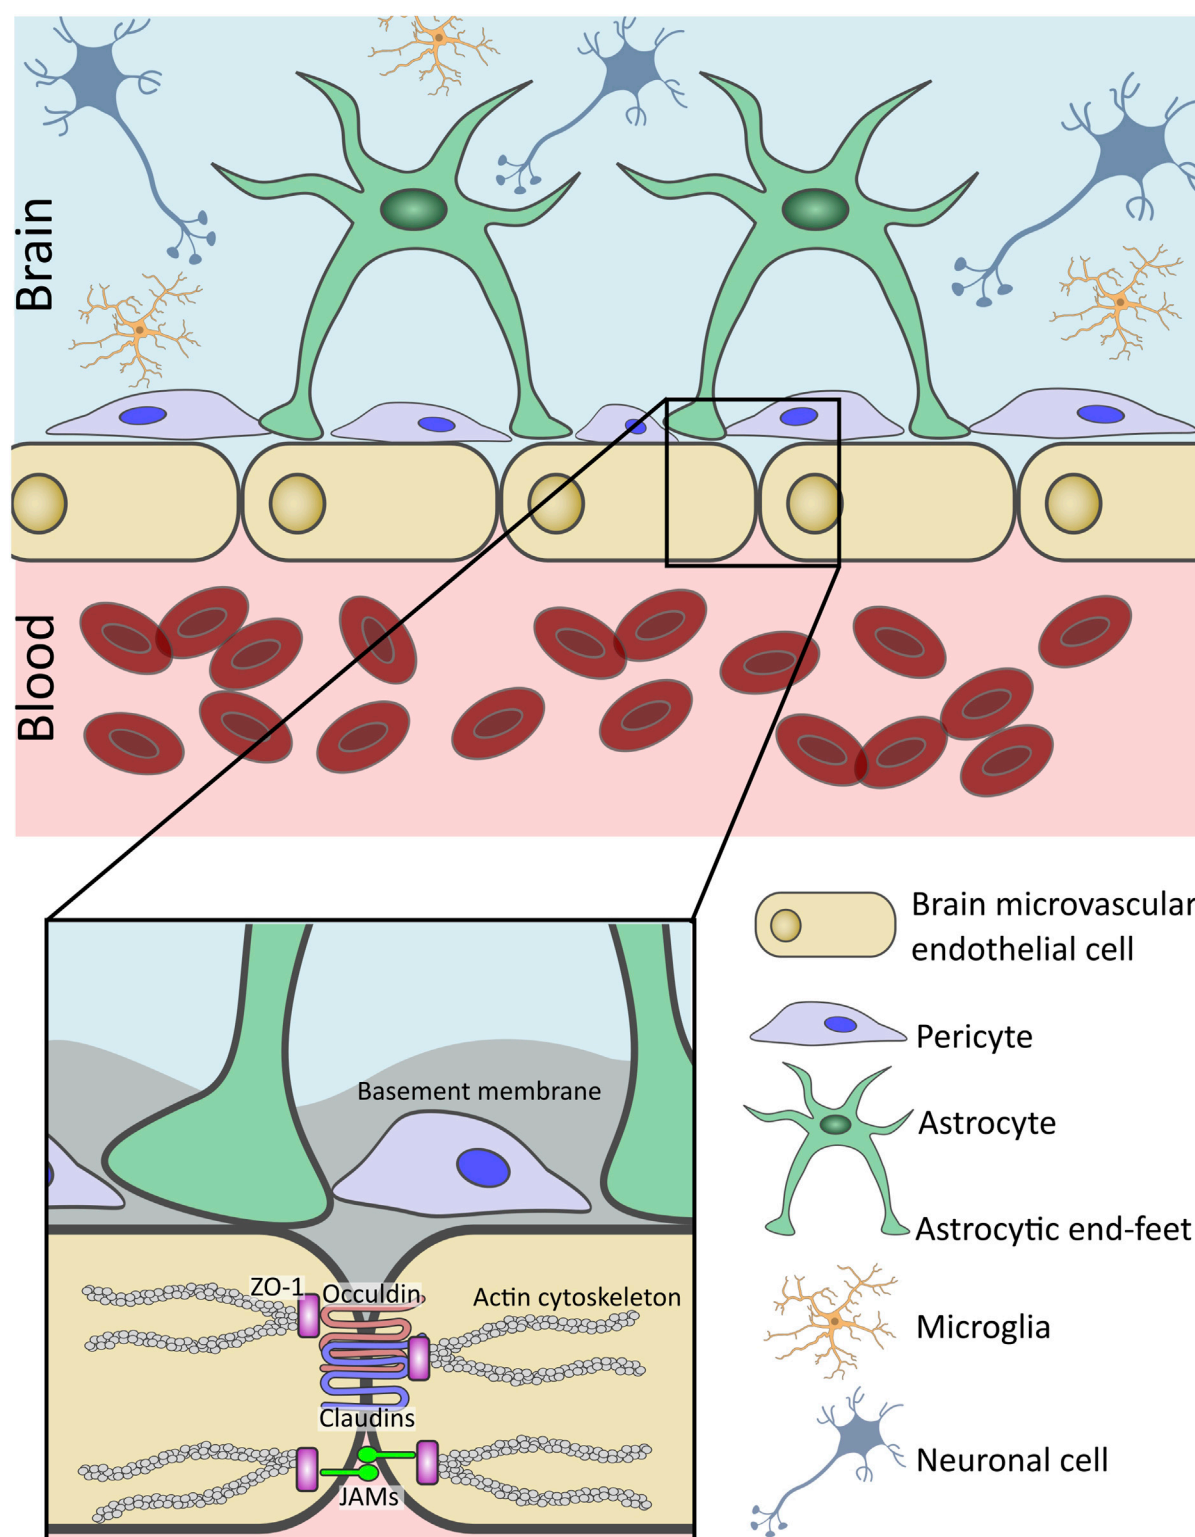 Brain
Blood
Brain microvascular
endothelial cell
Pericyte
Astrocyte
Astrocytic end-feet
Microglia
Neuronal cell
Basement membrane
ZO-1
Occuldin
Actin cytoskeleton
Claudins
JAMs